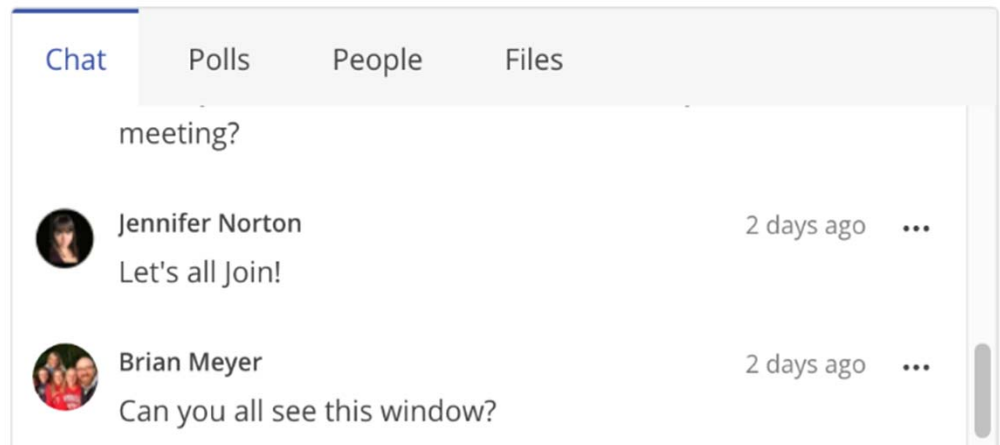 Chat Polls People Files
meeting?
Jennifer Norton 2 days ago ...
Let's all Join!
Brian Meyer 2 days ago ...
Can you all see this window?